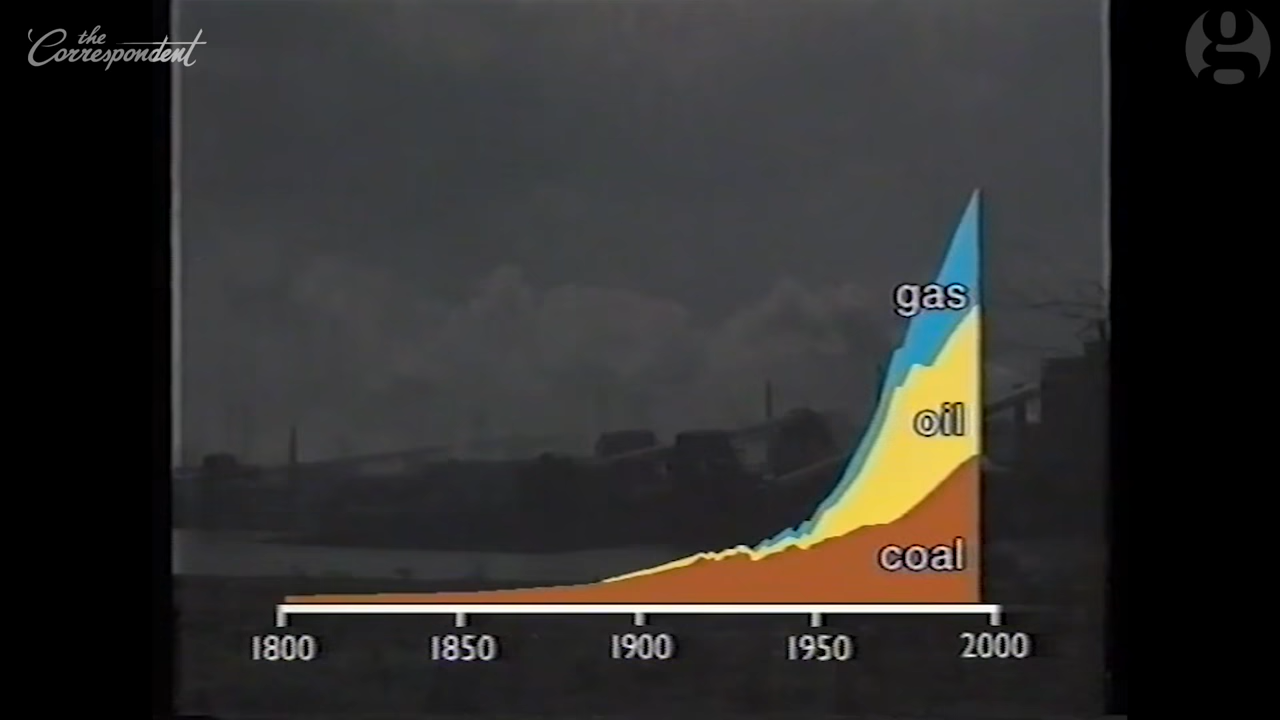 the
Correspondent
g
gas
oil
coal
1800 1850 1900 1950 2000